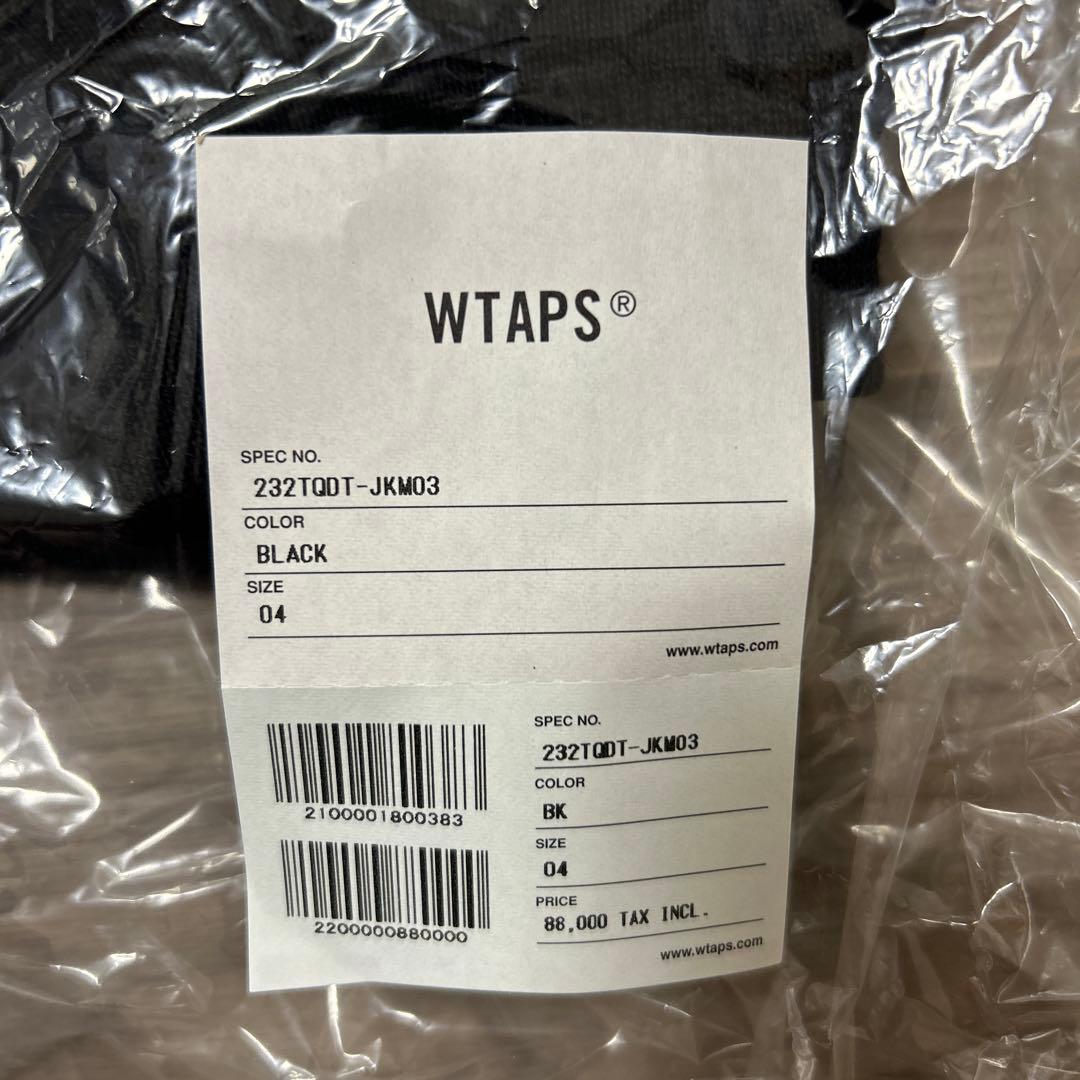 WTAPS®
SPEC NO.
232TQDT-JKM03
COLOR
BLACK
SIZE
04
www.wtaps.com
2100001800383
2200000880000
SPEC NO.
232TQDT-JKM03
COLOR
BK
SIZE
04
PRICE
88,000 TAX INCL.
www.wtaps.com